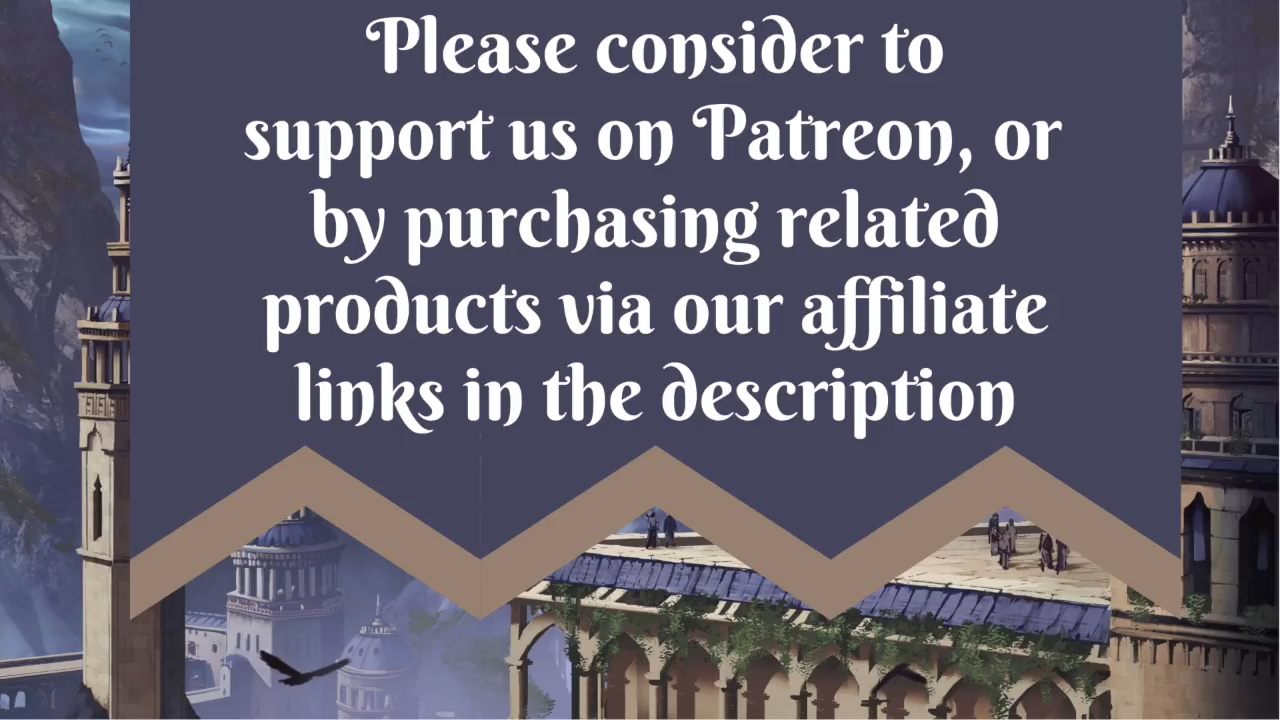 Please consider to
support us on Patreon, or
by purchasing related
products via our affiliate
links in the description